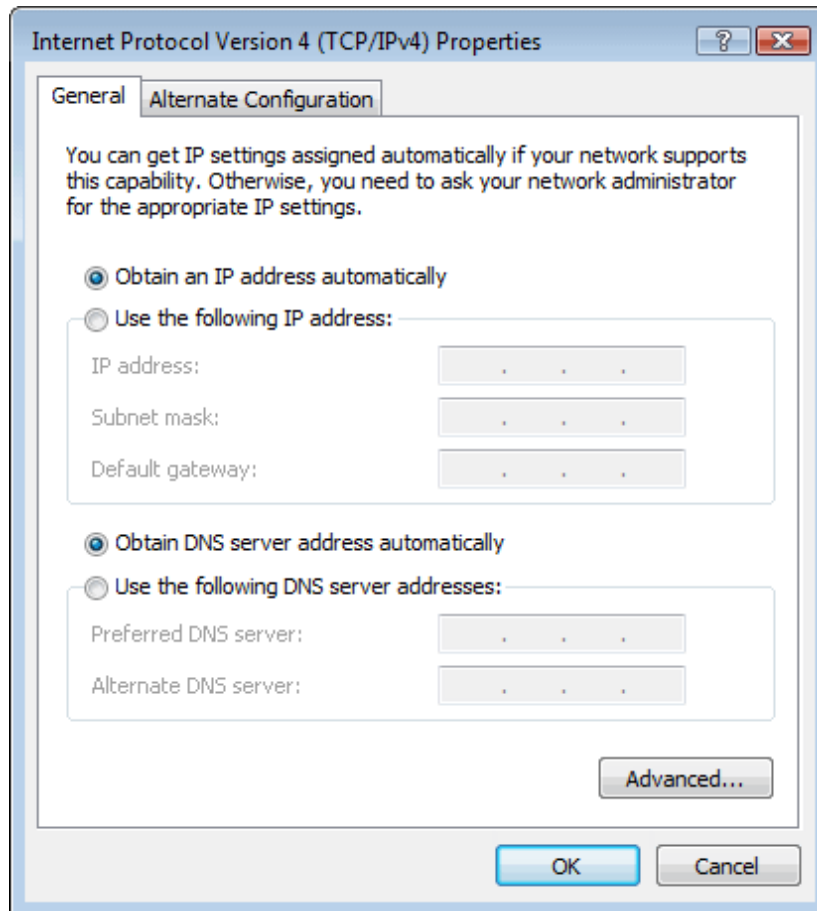 Internet Protocol Version 4 (TCP/IPv4) Properties
?
General
Alternate Configuration
You can get IP settings assigned automatically if your network supports
this capability. Otherwise, you need to ask your network administrator
for the appropriate IP settings.
Obtain an IP address automatically
Use the following IP address:
IP address: . . .
Subnet mask: . . .
Default gateway: . . .
Obtain DNS server address automatically
Use the following DNS server addresses:
Preferred DNS server: . . .
Alternate DNS server: . . .
Advanced...
OK
Cancel